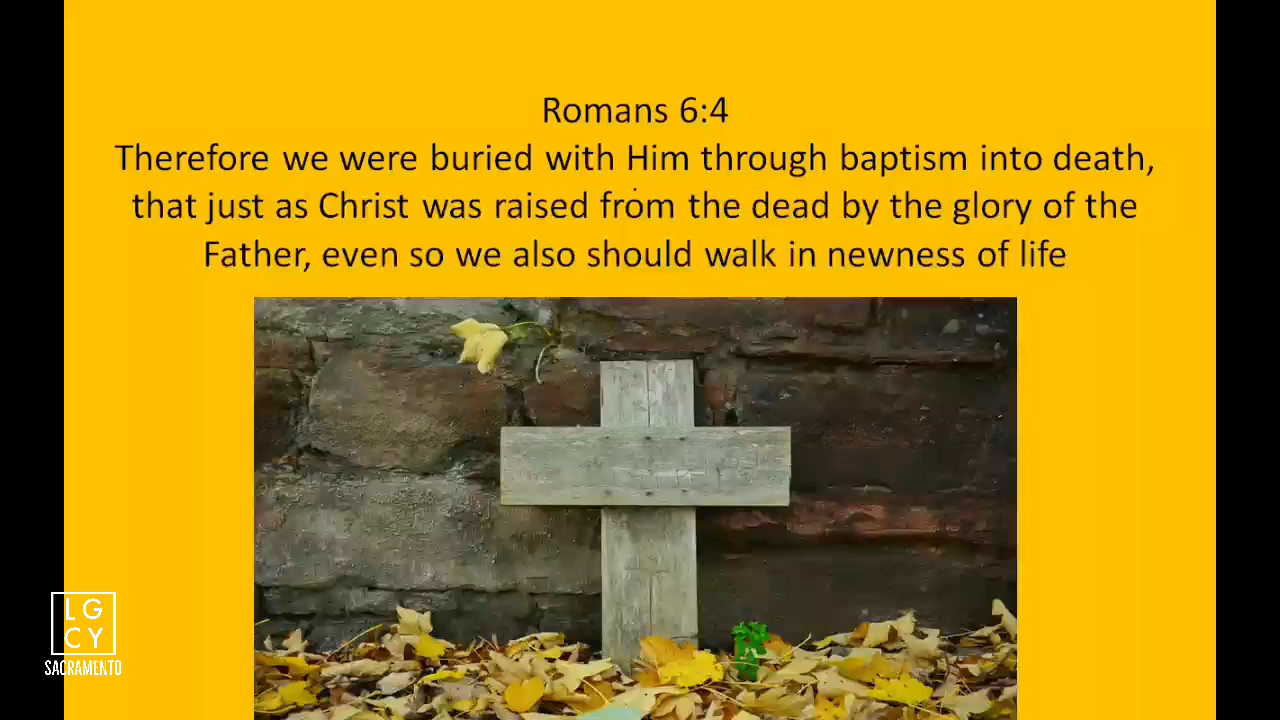 Romans 6:4
Therefore we were buried with Him through baptism into death,
that just as Christ was raised from the dead by the glory of the
Father, even so we also should walk in newness of life
LG
CY
SACRAMENTO